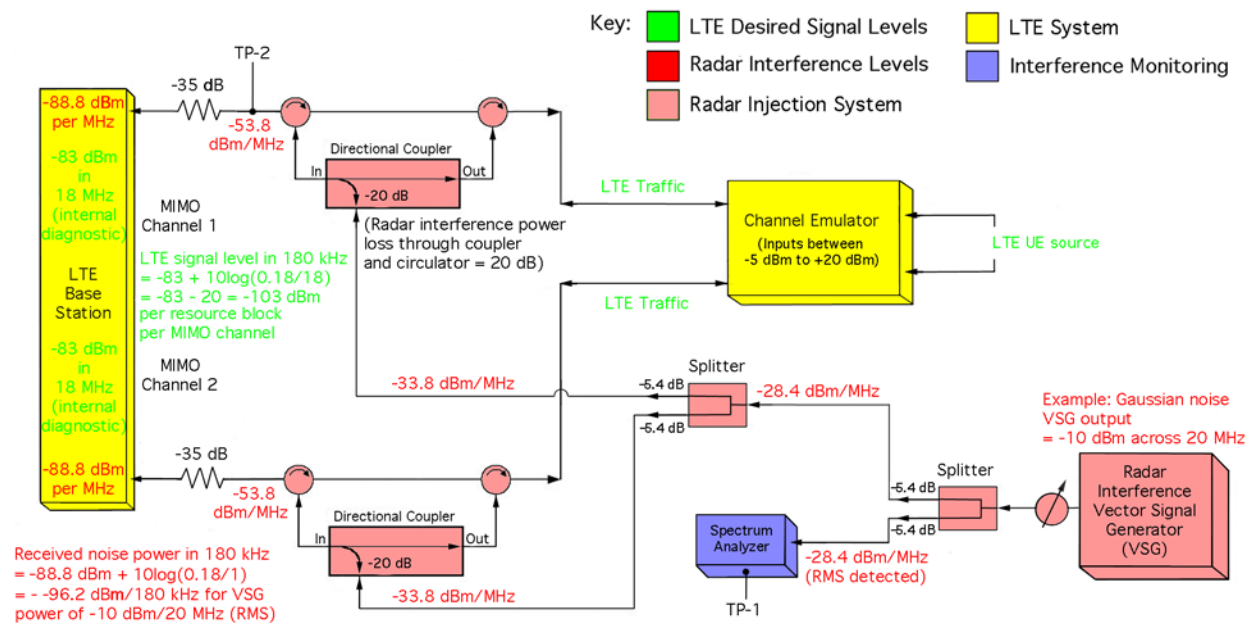 Key:
LTE Desired Signal Levels
LTE System
Radar Interference Levels
Interference Monitoring
Radar Injection System
TP-2
-35 dB
-88.8 dBm
per MHz
-53.8
dBm/MHz
Directional Coupler
In
Out
-20 dB
(Radar interference power
loss through coupler
and circulator = 20 dB)
-83 dBm
in
18 MHz
(internal
diagnostic)
MIMO
Channel 1
LTE signal level in 180 kHz
= -83 + 10log(0.18/18)
= -83 - 20 = -103 dBm
per resource block
per MIMO channel
LTE
Base
Station
LTE Traffic
Channel Emulator
(Inputs between
-5 dBm to +20 dBm)
LTE UE source
LTE Traffic
-83 dBm
in
18 MHz
(internal
diagnostic)
MIMO
Channel 2
-88.8 dBm
per MHz
-33.8 dBm/MHz
Splitter
-5.4 dB
-5.4 dB
-28.4 dBm/MHz
Example: Gaussian noise
VSG output
= -10 dBm across 20 MHz
Splitter
-5.4 dB
-5.4 dB
Radar
Interference
Vector Signal
Generator
(VSG)
Spectrum
Analyzer
-28.4 dBm/MHz
(RMS detected)
TP-1
-35 dB
-53.8
dBm/MHz
Directional Coupler
In
Out
-20 dB
-33.8 dBm/MHz
Received noise power in 180 kHz
= -88.8 dBm + 10log(0.18/1)
= - -96.2 dBm/180 kHz for VSG
power of -10 dBm/20 MHz (RMS)